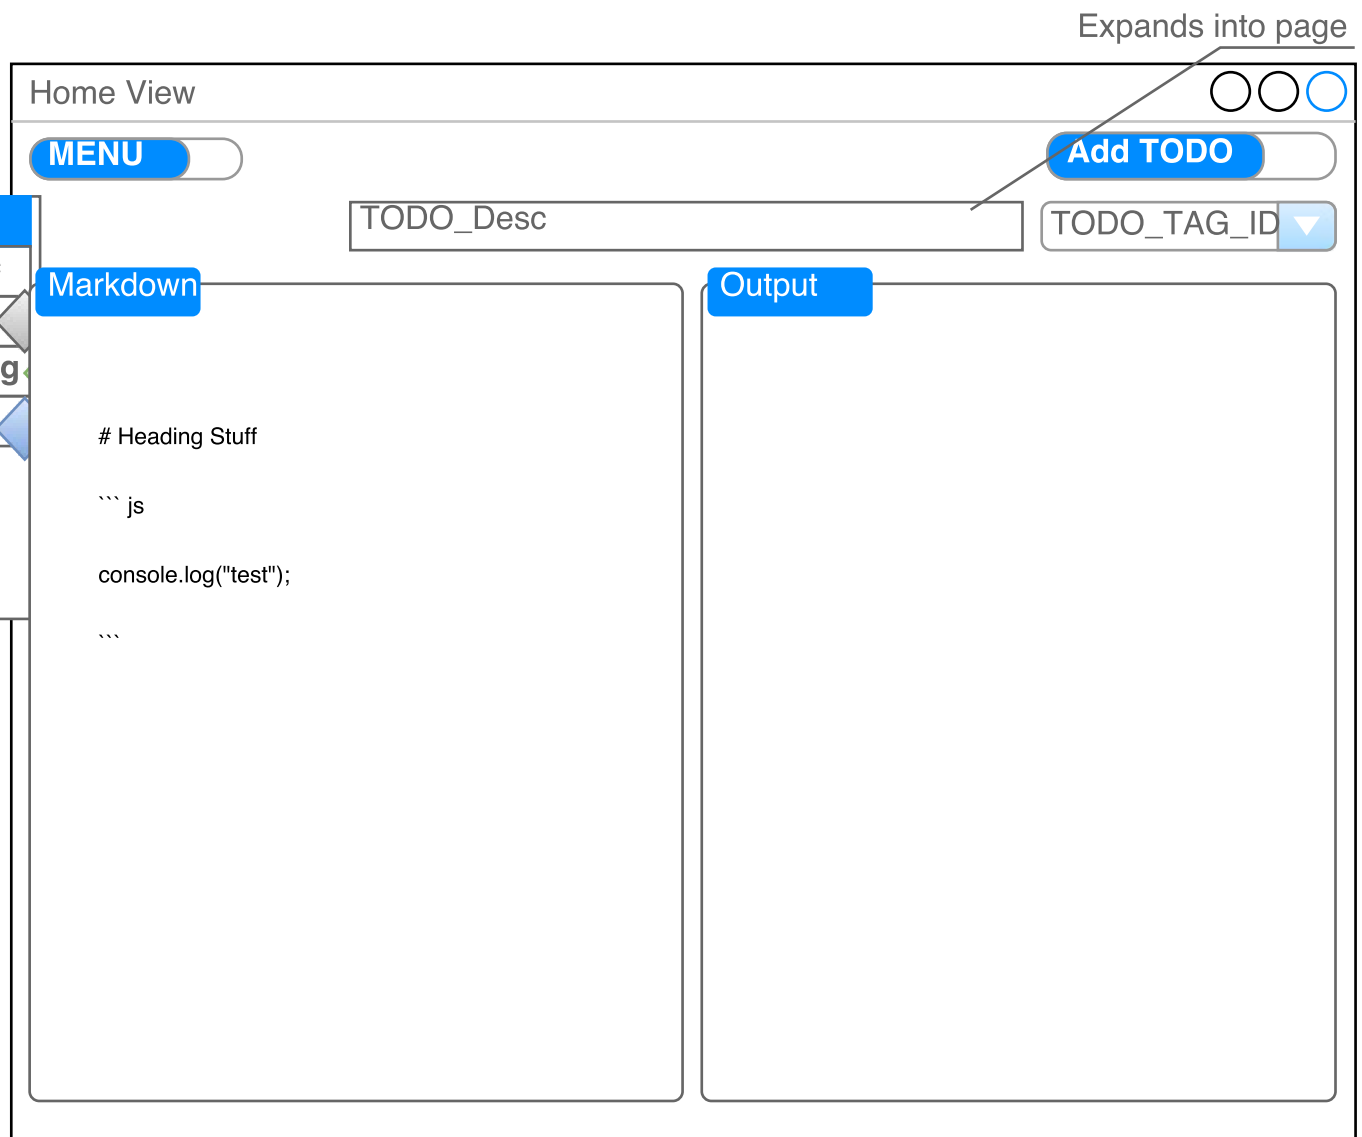 Expands into page
Home View
MENU
Add TODO
TODO_Desc
TODO_TAG_ID
Markdown
Output
g
# Heading Stuff
``` js
console.log("test");
```